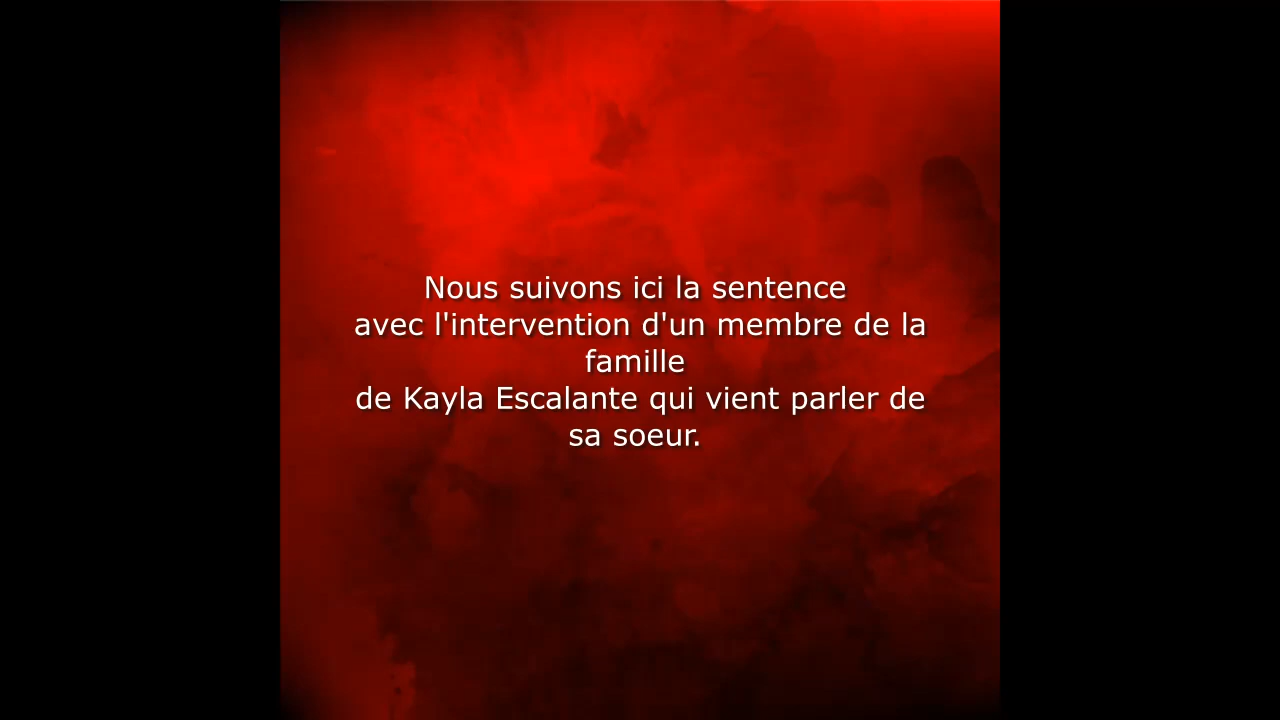 Nous suivons ici la sentence
avec l'intervention d'un membre de la
famille
de Kayla Escalante qui vient parler de
sa soeur.